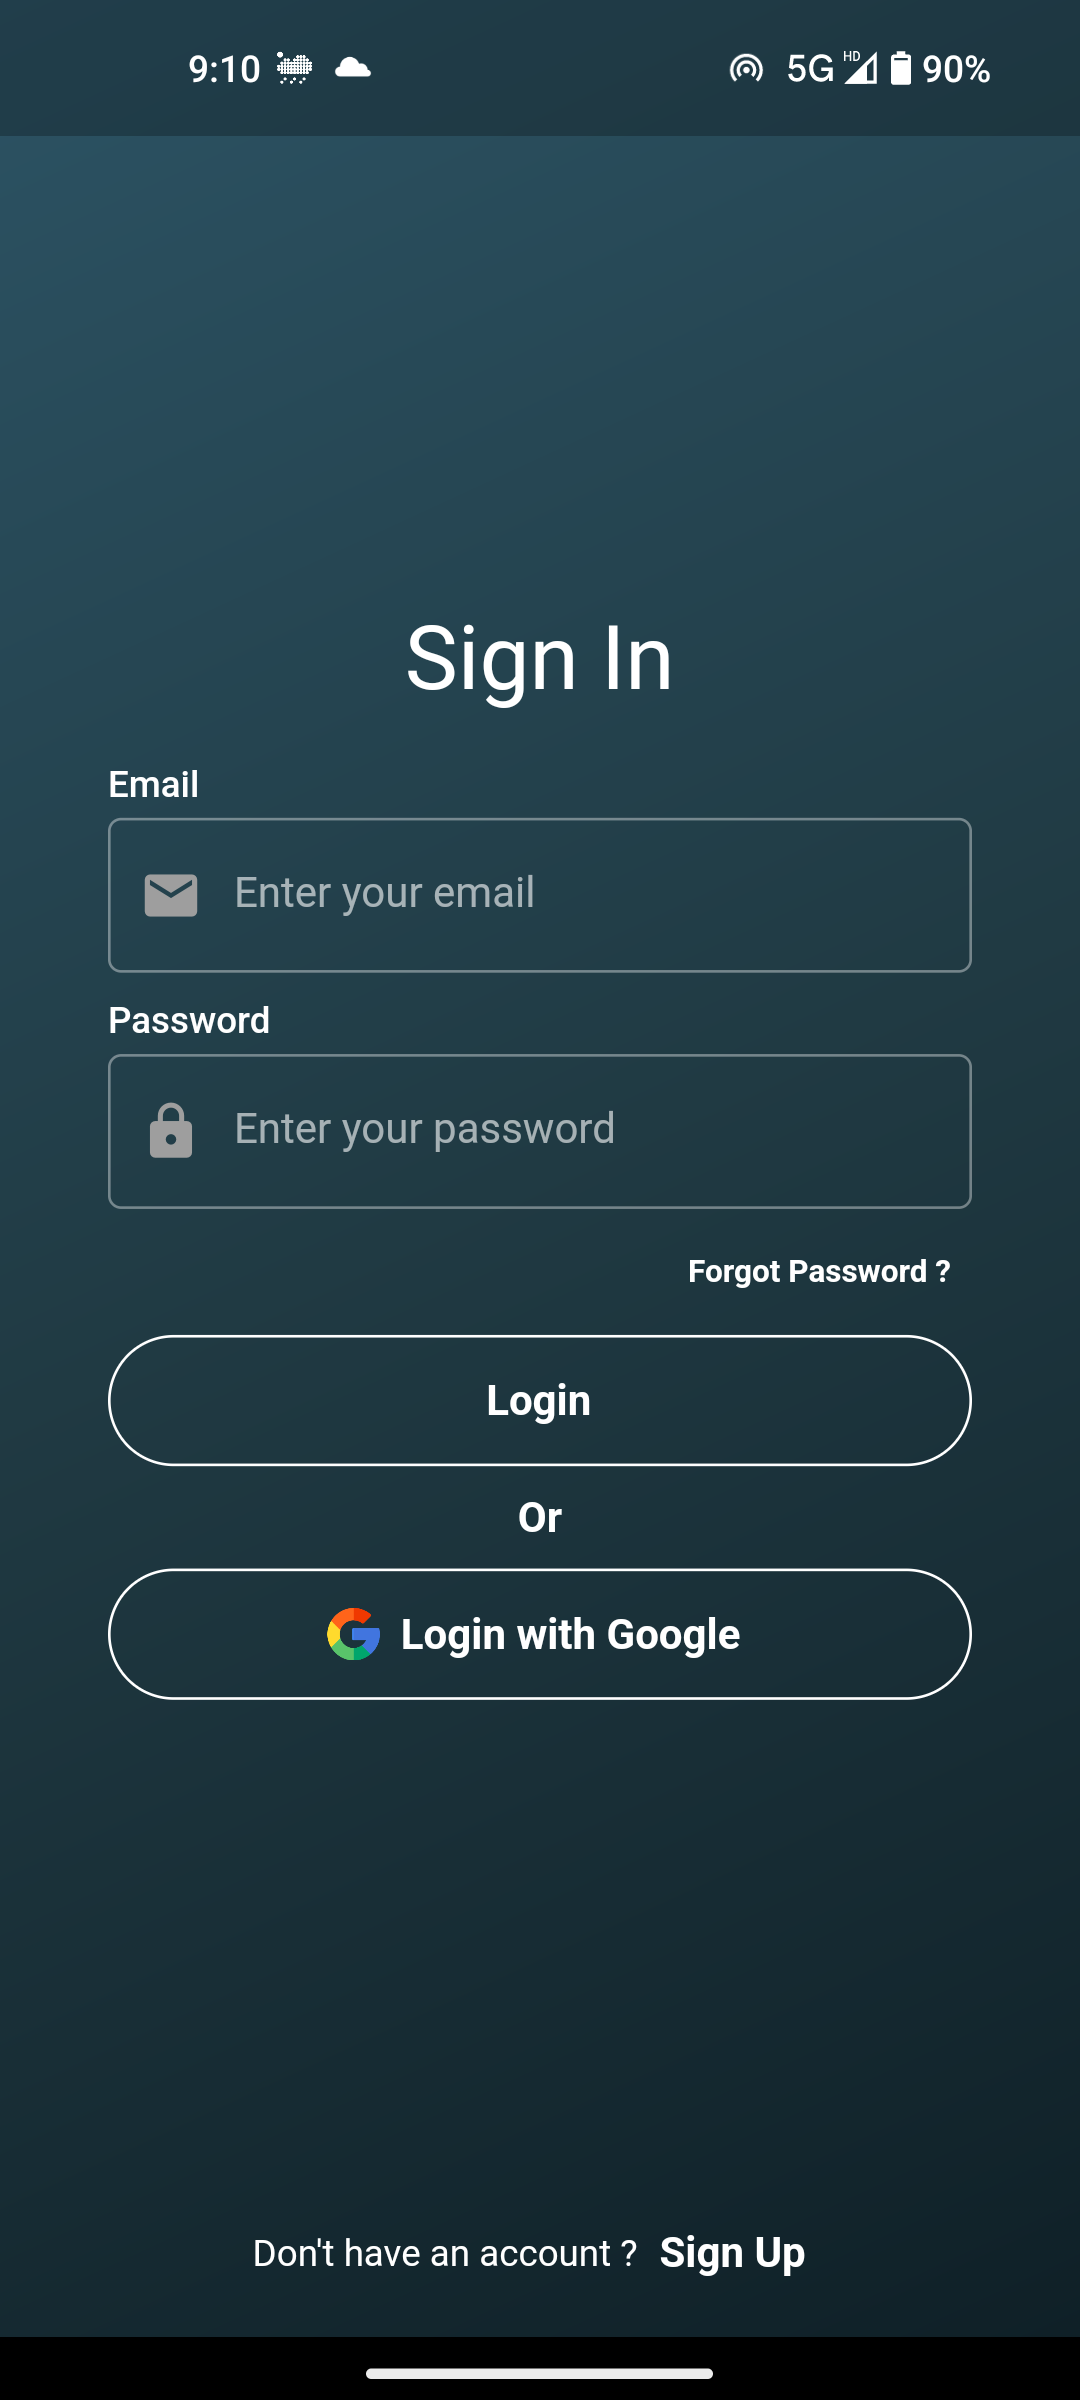 9:10 5G HD 90%
Sign In
Email
Enter your email
Password
Enter your password
Forgot Password ?
Login
Or
Login with Google
Don't have an account ? Sign Up